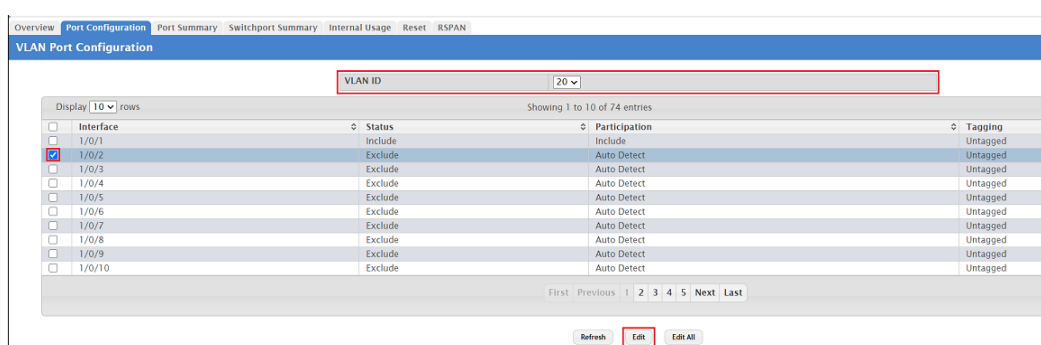 Overview Port Configuration Port Summary Switchport Summary Internal Usage Reset RSPAN
VLAN Port Configuration
VLAN ID 20
Display 10 rows Showing 1 to 10 of 74 entries
Interface Status Participation Tagging
1/0/1 Include Include Untagged
1/0/2 Exclude Auto Detect Untagged
1/0/3 Exclude Auto Detect Untagged
1/0/4 Exclude Auto Detect Untagged
1/0/5 Exclude Auto Detect Untagged
1/0/6 Exclude Auto Detect Untagged
1/0/7 Exclude Auto Detect Untagged
1/0/8 Exclude Auto Detect Untagged
1/0/9 Exclude Auto Detect Untagged
1/0/10 Exclude Auto Detect Untagged
First Previous 1 2 3 4 5 Next Last
Refresh Edit Edit All